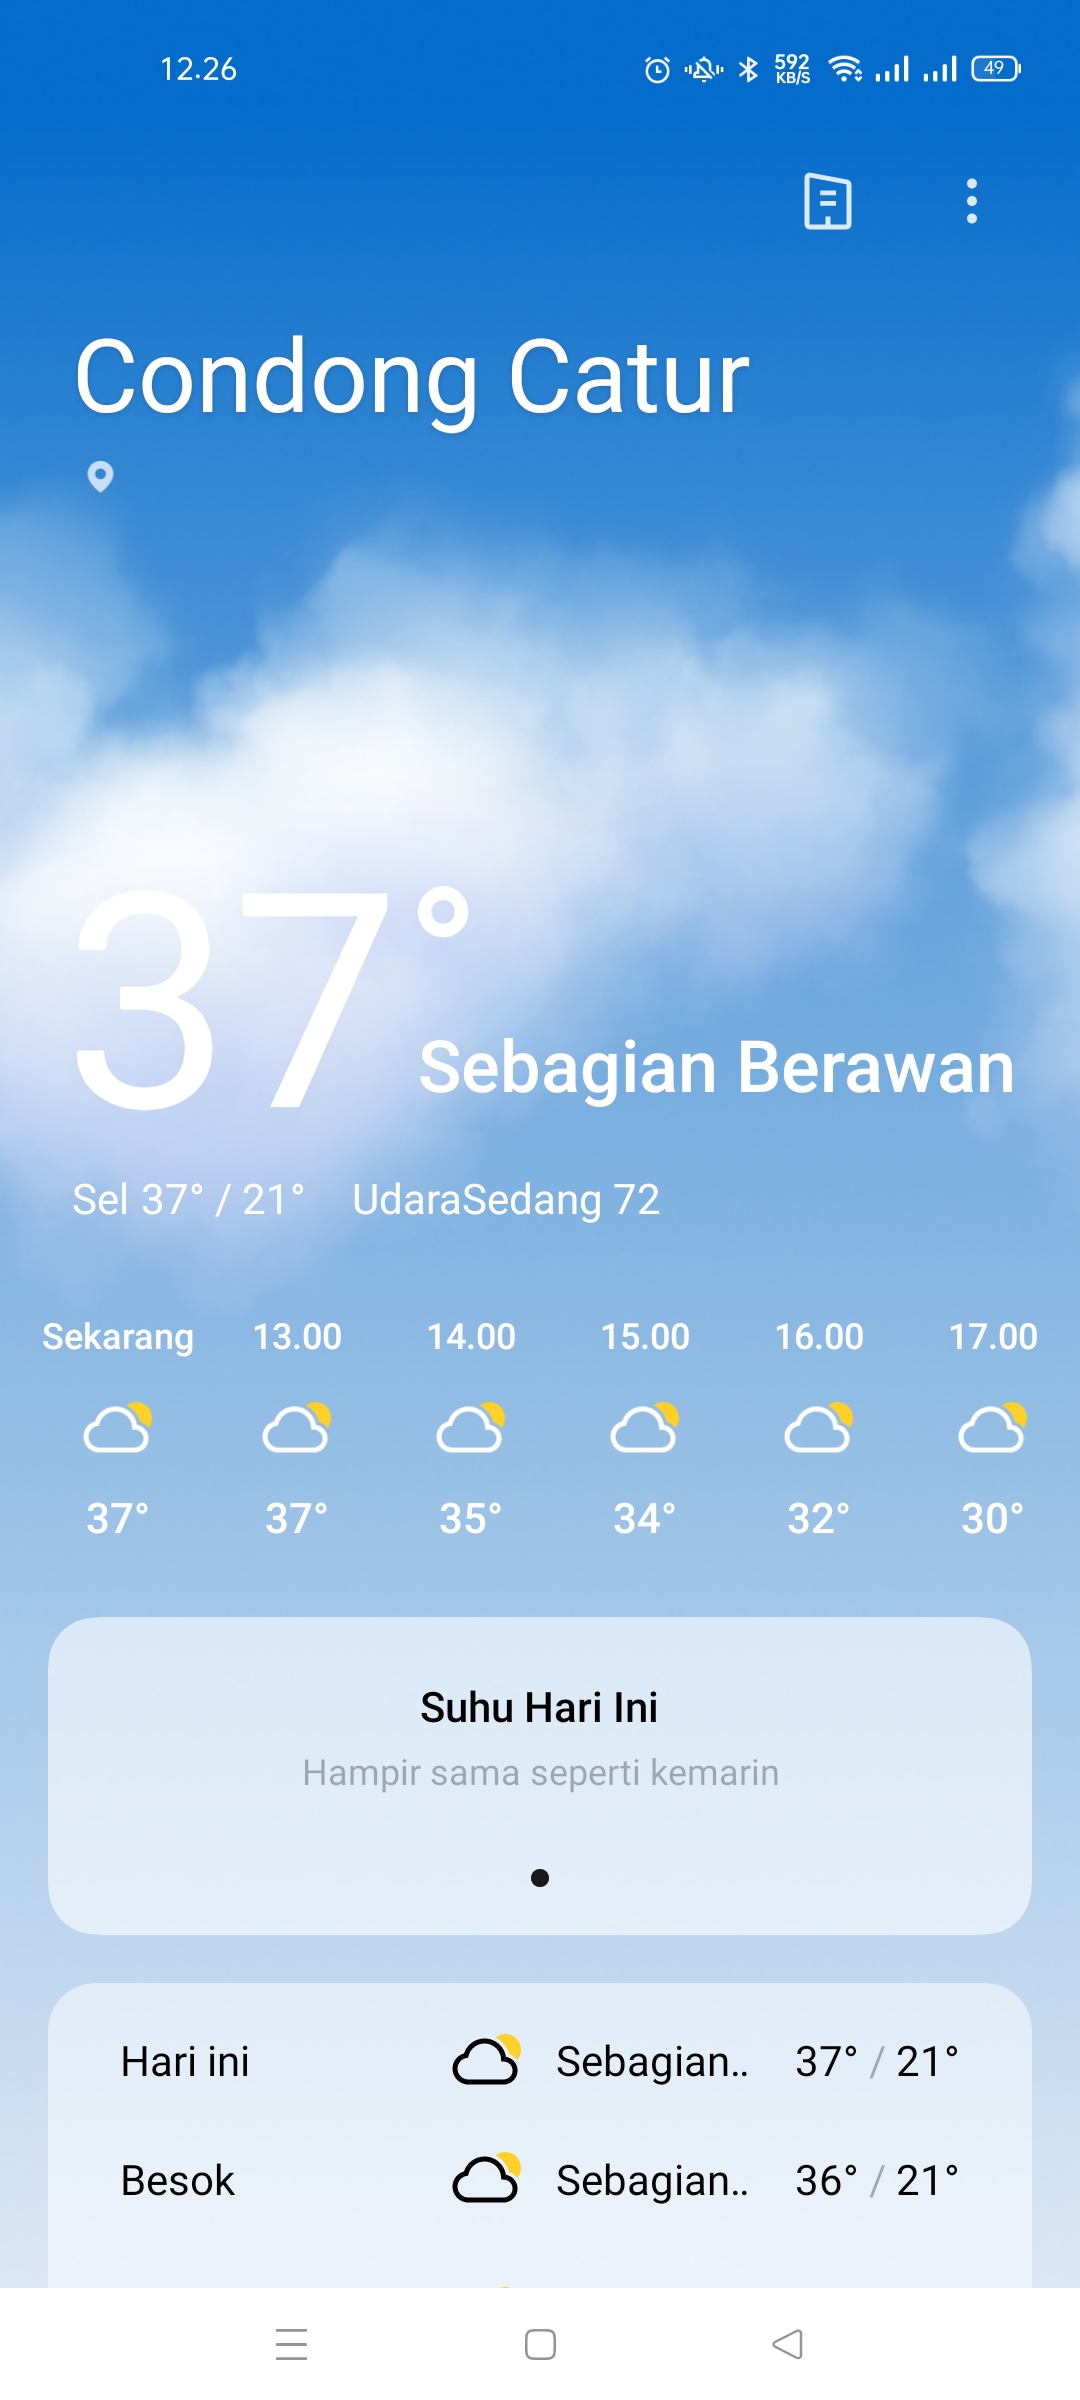 12.26
592
KB/S
49
Condong Catur
37°
Sebagian Berawan
Sel 37° / 21° UdaraSedang 72
Sekarang 13.00 14.00 15.00 16.00 17.00
37° 37° 35° 34° 32° 30°
Suhu Hari Ini
Hampir sama seperti kemarin
Hari ini Sebagian.. 37° / 21°
Besok Sebagian.. 36° / 21°